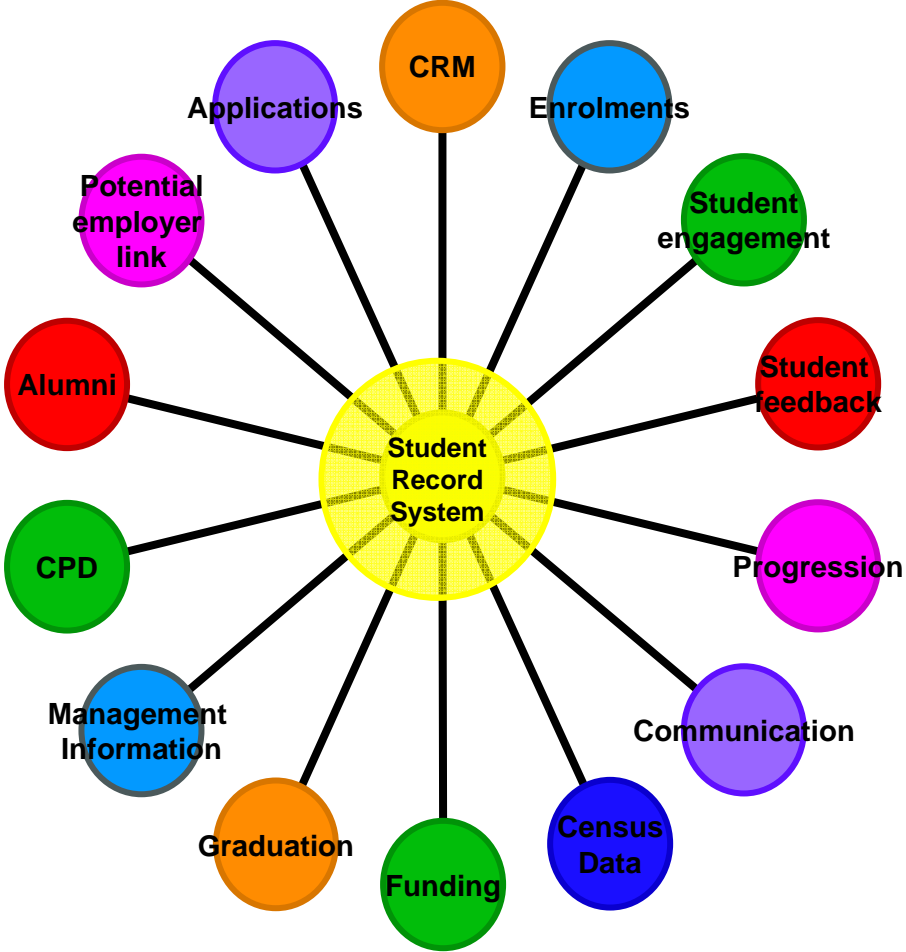 CRM
Applications
Enrolments
Potential
employer
link
Student
engagement
Alumni
Student
feedback
Student
Record
System
CPD
Progression
Management
Information
Communication
Graduation
Census
Data
Funding